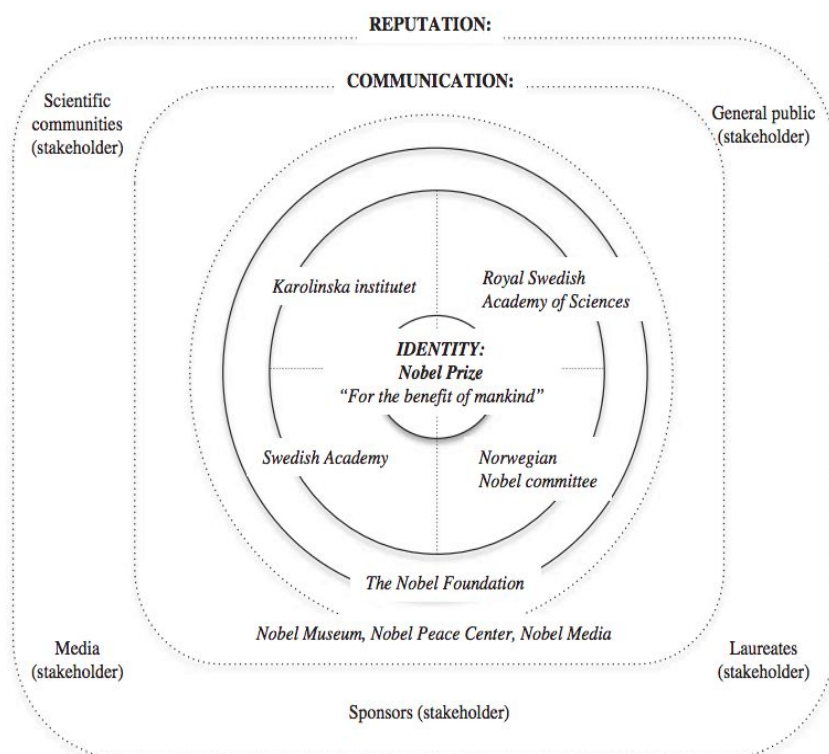 REPUTATION:
COMMUNICATION:
Scientific
communities
(stakeholder)
General public
(stakeholder)
Karolinska institutet
Royal Swedish
Academy of Sciences
IDENTITY:
Nobel Prize
“For the benefit of mankind”
Swedish Academy
Norwegian
Nobel committee
The Nobel Foundation
Nobel Museum, Nobel Peace Center, Nobel Media
Media
(stakeholder)
Laureates
(stakeholder)
Sponsors (stakeholder)